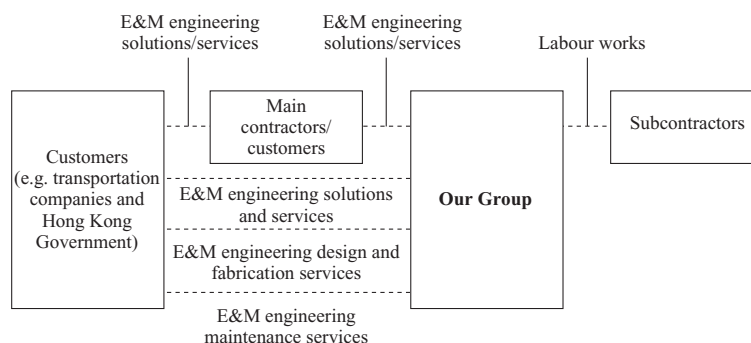 E&M engineering
solutions/services
E&M engineering
solutions/services
Labour works
Customers
(e.g. transportation
companies and
Hong Kong
Government)
Main
contractors/
customers
E&M engineering solutions
and services
E&M engineering design and
fabrication services
E&M engineering
maintenance services
Our Group
Subcontractors